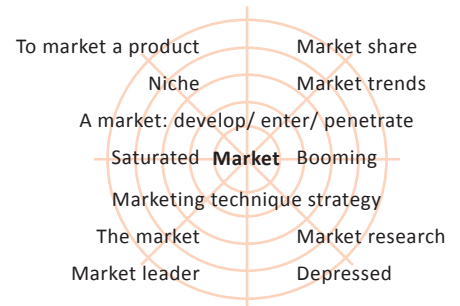 To market a product Market share
Niche Market trends
A market: develop/ enter/ penetrate
Saturated Market Booming
Marketing technique strategy
The market Market research
Market leader Depressed